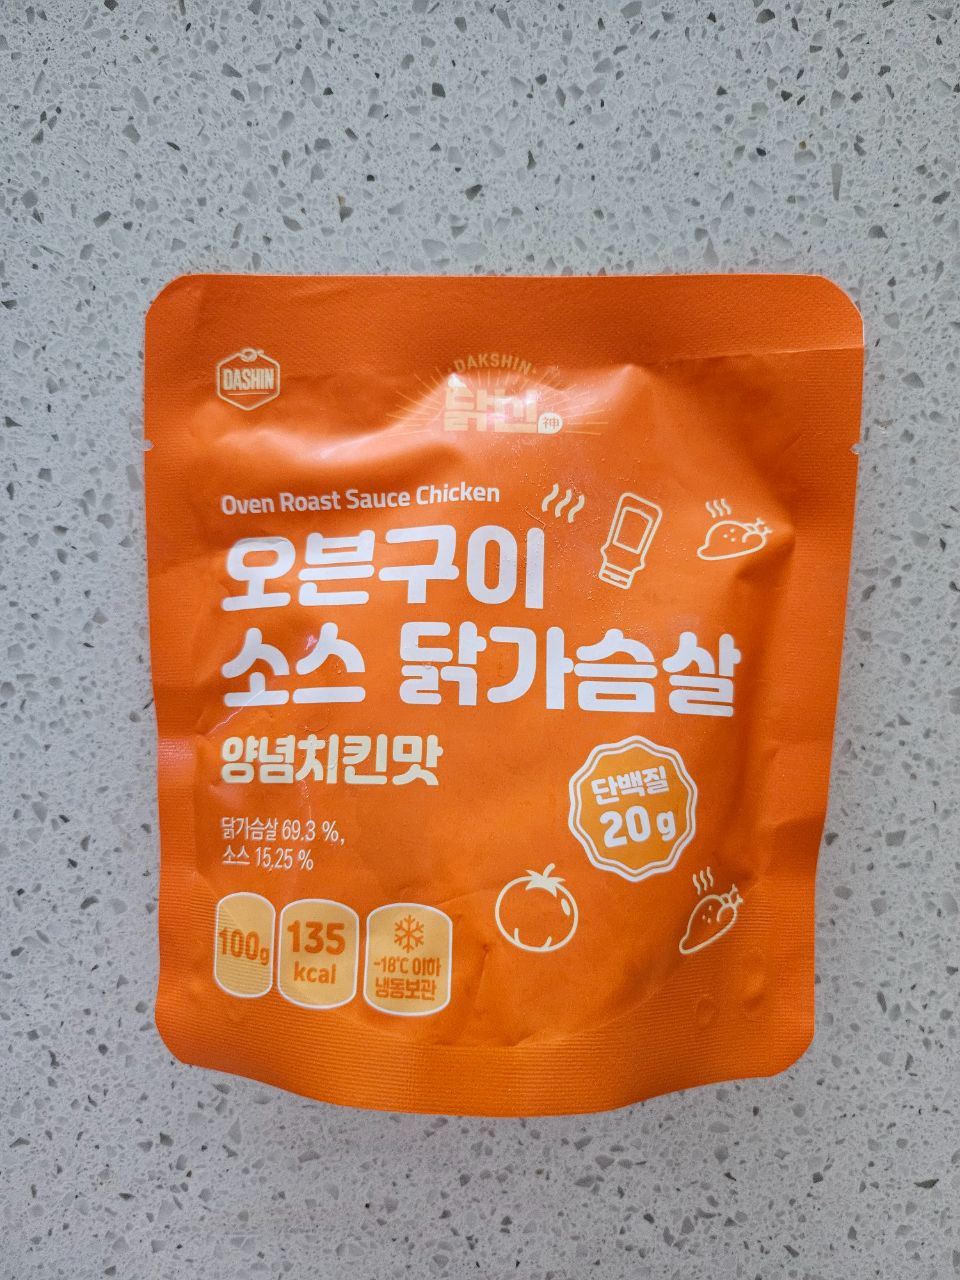 DASHIN
DAKSHIN
닭신
神
Oven Roast Sauce Chicken
오븐구이
소스 닭가슴살
양념치킨맛
단백질
20 g
닭가슴살 69.3 %,
소스 15,25 %
100g
135
kcal
-18℃ 이하
냉동보관